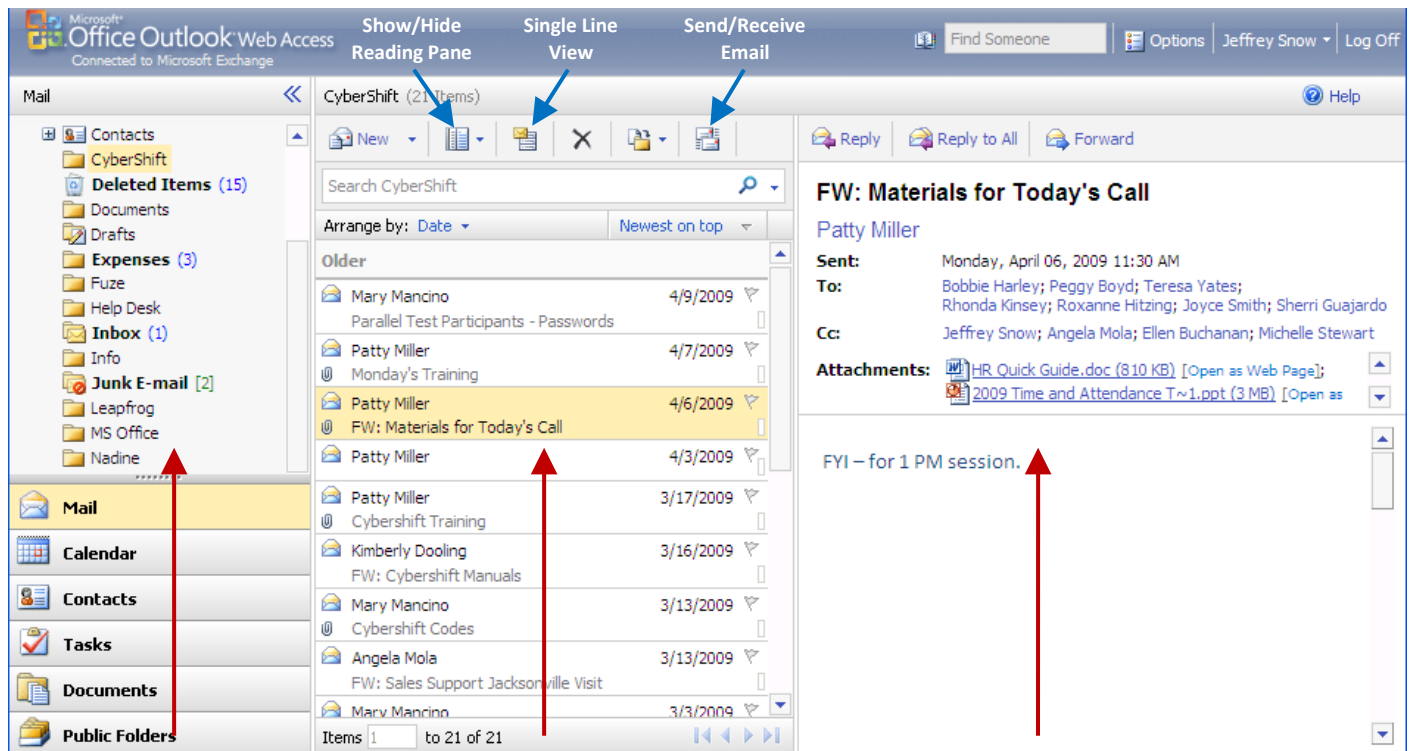 Microsoft®
Office Outlook® Web Access
Connected to Microsoft Exchange
Show/Hide
Reading Pane
Single Line
View
Send/Receive
Email
Find Someone
Options
Jeffrey Snow
Log Off
Mail
CyberShift (21 Items)
Help
Contacts
CyberShift
Deleted Items (15)
Documents
Drafts
Expenses (3)
Fuze
Help Desk
Inbox (1)
Info
Junk E-mail [2]
Leapfrog
MS Office
Nadine
Mail
Calendar
Contacts
Tasks
Documents
Public Folders
New
Search CyberShift
Arrange by: Date
Newest on top
Older
Mary Mancino 4/9/2009
Parallel Test Participants - Passwords
Patty Miller 4/7/2009
Monday's Training
Patty Miller 4/6/2009
FW: Materials for Today's Call
Patty Miller 4/3/2009
Patty Miller 3/17/2009
Cybershift Training
Kimberly Dooling 3/16/2009
FW: Cybershift Manuals
Mary Mancino 3/13/2009
Cybershift Codes
Angela Mola 3/13/2009
FW: Sales Support Jacksonville Visit
Mary Mancino 3/3/2009
Items 1 to 21 of 21
Reply
Reply to All
Forward
FW: Materials for Today's Call
Patty Miller
Sent: Monday, April 06, 2009 11:30 AM
To: Bobbie Harley; Peggy Boyd; Teresa Yates;
Rhonda Kinsey; Roxanne Hitzing; Joyce Smith; Sherri Guajardo
Cc: Jeffrey Snow; Angela Mola; Ellen Buchanan; Michelle Stewart
Attachments: HR Quick Guide.doc (810 KB) [Open as Web Page];
2009 Time and Attendance T~1.ppt (3 MB) [Open as
FYI – for 1 PM session.